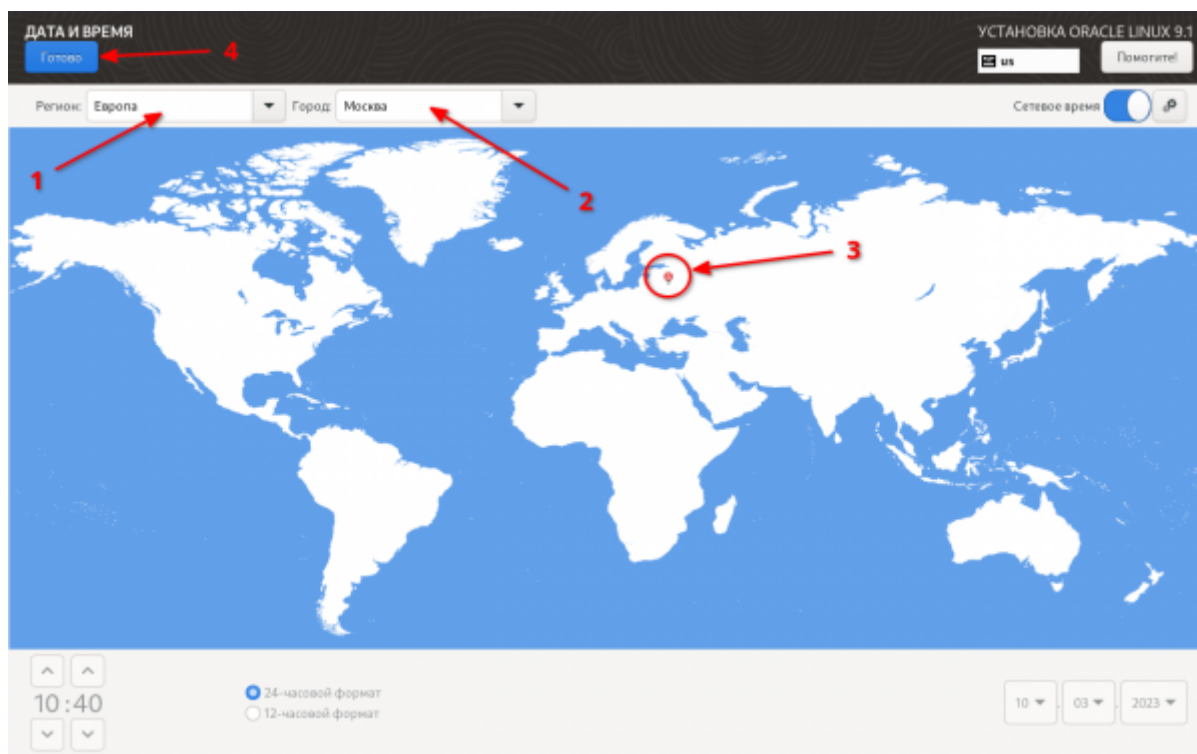 ДАТА И ВРЕМЯ
УСТАНОВКА ORACLE LINUX 9.1
Готово
4
us
Помогите!
Регион: Европа
Город: Москва
Сетевое время
1
2
3
10:40
24-часовой формат
12-часовой формат
10 . 03 . 2023